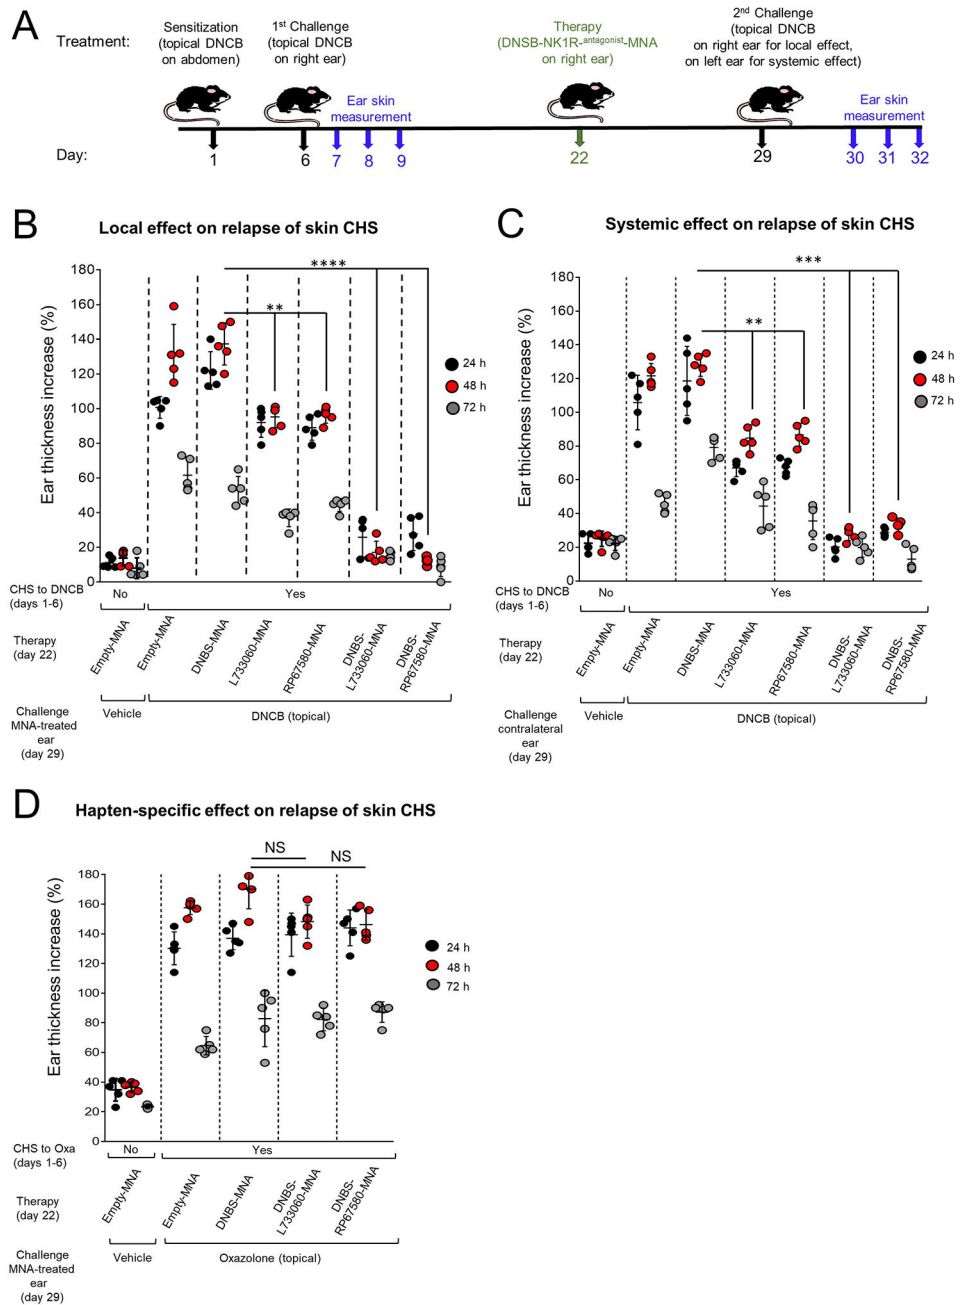 A
Treatment:
Sensitization
(topical DNCB
on abdomen)
1st Challenge
(topical DNCB
on right ear)
Ear skin
measurement
Therapy
(DNSB-NK1R-antagonist-MNA
on right ear)
2nd Challenge
(topical DNCB
on right ear for local effect,
on left ear for systemic effect)
Ear skin
measurement
Day:
1 6 7 8 9 22 29 30 31 32
B
Local effect on relapse of skin CHS
Ear thickness increase (%)
180
160
140
120
100
80
60
40
20
0
****
**
24 h
48 h
72 h
CHS to DNCB
(days 1-6)
No
Yes
Therapy
(day 22)
Empty-MNA
Empty-MNA
DNBS-MNA
L733060-MNA
RP67580-MNA
DNBS-
L733060-MNA
DNBS-
RP67580-MNA
Challenge
MNA-treated
ear
(day 29)
Vehicle
DNCB (topical)
C
Systemic effect on relapse of skin CHS
Ear thickness increase (%)
180
160
140
120
100
80
60
40
20
0
***
**
24 h
48 h
72 h
CHS to DNCB
(days 1-6)
No
Yes
Therapy
(day 22)
Empty-MNA
Empty-MNA
DNBS-MNA
L733060-MNA
RP67580-MNA
DNBS-
L733060-MNA
DNBS-
RP67580-MNA
Challenge
contralateral
ear
(day 29)
Vehicle
DNCB (topical)
D
Hapten-specific effect on relapse of skin CHS
Ear thickness increase (%)
180
160
140
120
100
80
60
40
20
0
NS
NS
24 h
48 h
72 h
CHS to Oxa
(days 1-6)
No
Yes
Therapy
(day 22)
Empty-MNA
Empty-MNA
DNBS-MNA
DNBS-
L733060-MNA
DNBS-
RP67580-MNA
Challenge
MNA-treated
ear
(day 29)
Vehicle
Oxazolone (topical)